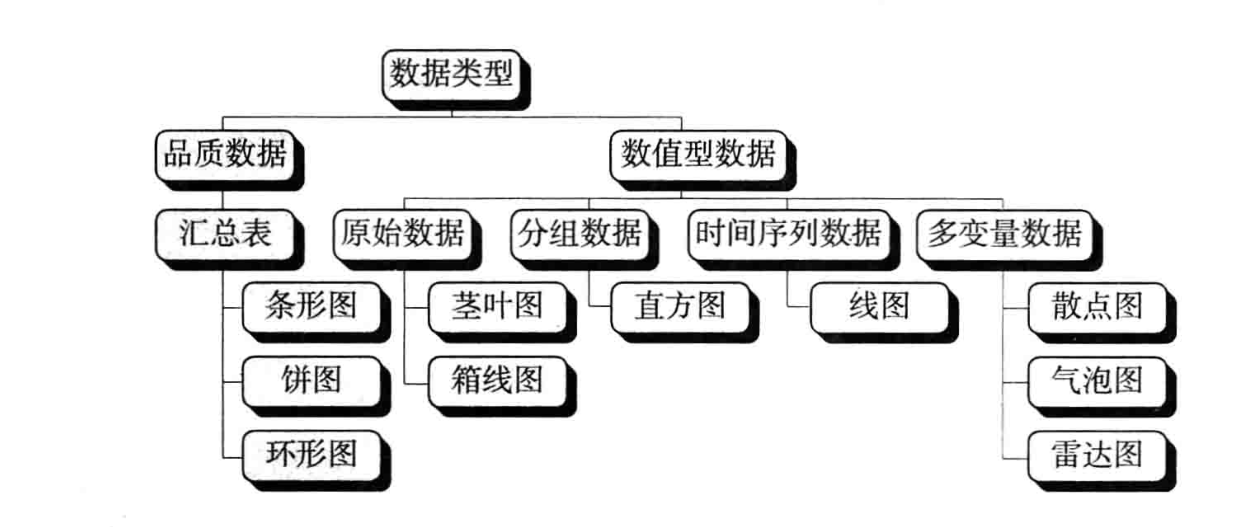 数据类型
品质数据
数值型数据
汇总表
原始数据
分组数据
时间序列数据
多变量数据
条形图
茎叶图
直方图
线图
散点图
饼图
箱线图
气泡图
环形图
雷达图